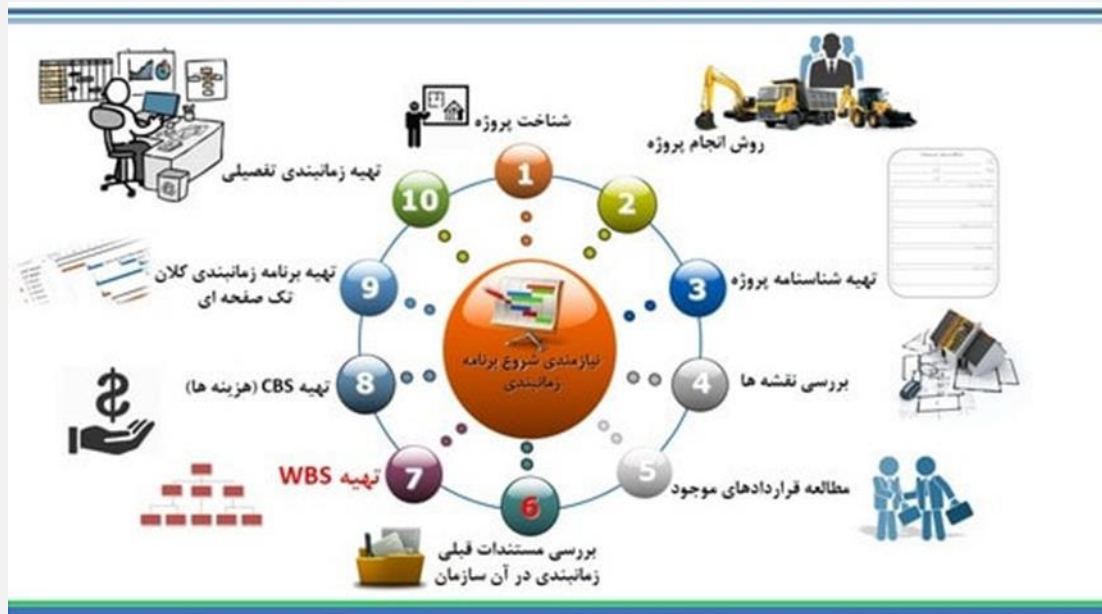 نیازمندی شروع برنامه
زمانبندی
1
شناخت پروژه
2
روش انجام پروژه
3
تهیه شناسنامه پروژه
4
بررسی نقشه ها
5
مطالعه قراردادهای موجود
6
بررسی مستندات قبلی
زمانبندی در آن سازمان
7
تهیه WBS
8
تهیه CBS (هزینه ها)
9
تهیه برنامه زمانبندی کلان
تک صفحه ای
10
تهیه زمانبندی تفصیلی